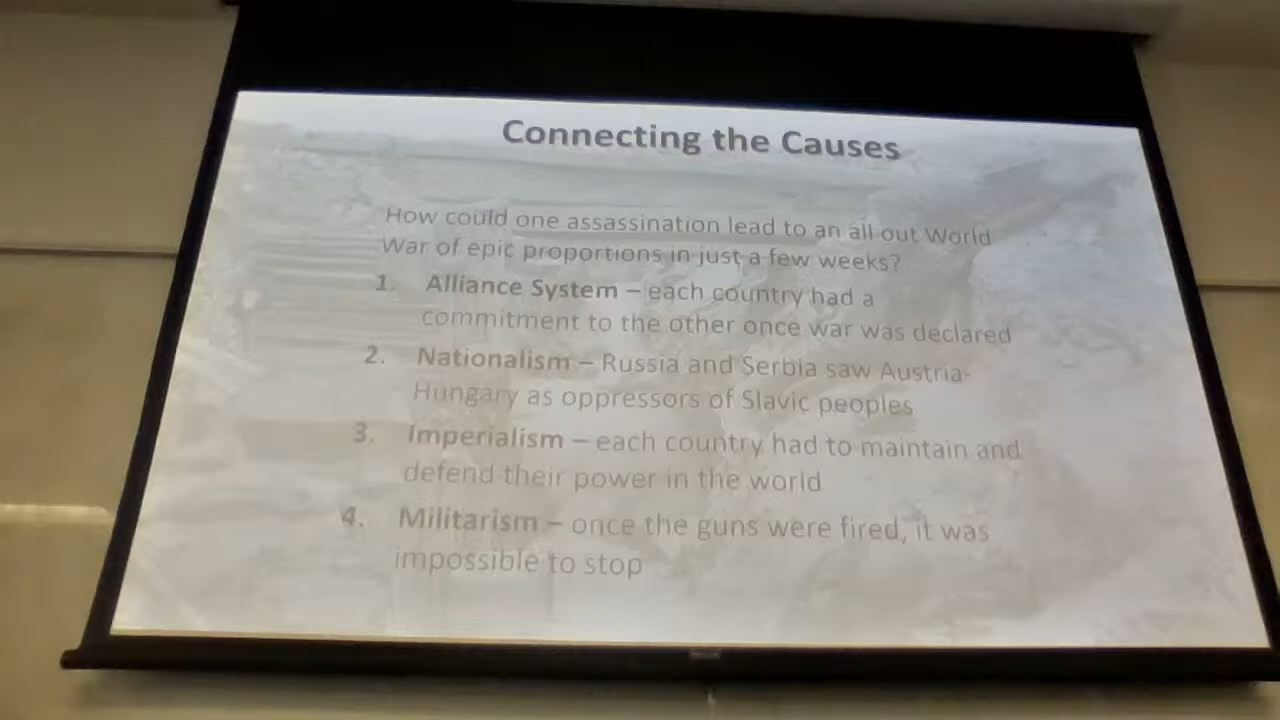 Connecting the Causes
How could one assassination lead to an all out World
War of epic proportions in just a few weeks?
1. Alliance System – each country had a
commitment to the other once war was declared
2. Nationalism – Russia and Serbia saw Austria-
Hungary as oppressors of Slavic peoples
3. Imperialism – each country had to maintain and
defend their power in the world
4. Militarism – once the guns were fired, it was
impossible to stop